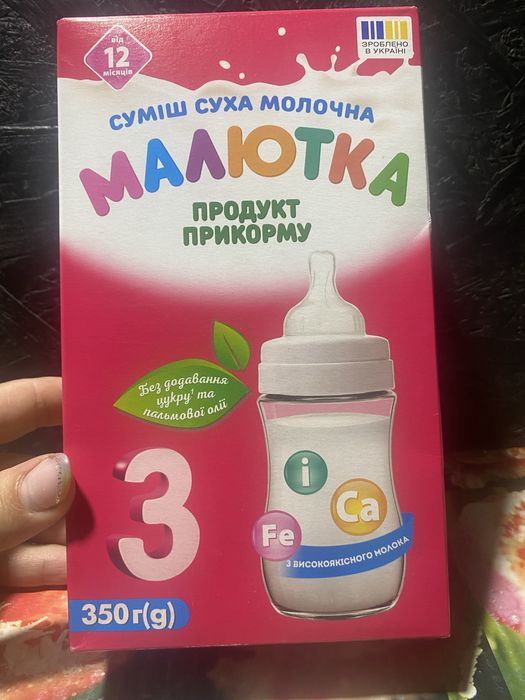 від
12
місяців
ЗРОБЛЕНО
В УКРАЇНІ
СУМІШ СУХА МОЛОЧНА
МАЛЮТКА
ПРОДУКТ
ПРИКОРМУ
Без додавання
цукру¹ та
пальмової олії
3
i
Ca
Fe
З ВИСОКОЯКІСНОГО МОЛОКА
350 г(g)